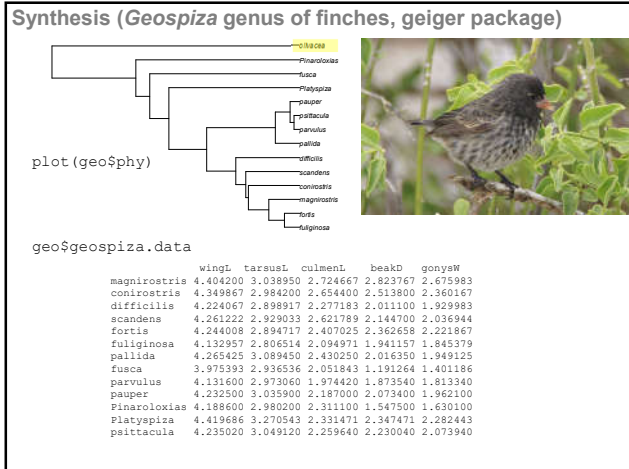 Synthesis (Geospiza genus of finches, geiger package)
olivacea
Pinaroloxias
fusca
Platyspiza
pauper
psittacula
parvulus
pallida
difficilis
scandens
conirostris
magnirostris
fortis
fuliginosa
plot(geo$phy)
geo$geospiza.data
wingL tarsusL culmenL beakD gonysW
magnirostris 4.404200 3.038950 2.724667 2.823767 2.675983
conirostris 4.349867 2.984200 2.654400 2.513800 2.360167
difficilis 4.224067 2.898917 2.277183 2.011100 1.929983
scandens 4.261222 2.929033 2.621789 2.144700 2.036944
fortis 4.244008 2.894717 2.407025 2.362658 2.221867
fuliginosa 4.132957 2.806514 2.094971 1.941157 1.845379
pallida 4.265425 3.089450 2.430250 2.016350 1.949125
fusca 3.975393 2.936536 2.051843 1.191264 1.401186
parvulus 4.131600 2.973060 1.974420 1.873540 1.813340
pauper 4.232500 3.035900 2.187000 2.073400 1.962100
Pinaroloxias 4.188600 2.980200 2.311100 1.547500 1.630100
Platyspiza 4.419686 3.270543 2.331471 2.347471 2.282443
psittacula 4.235020 3.049120 2.259640 2.230040 2.073940